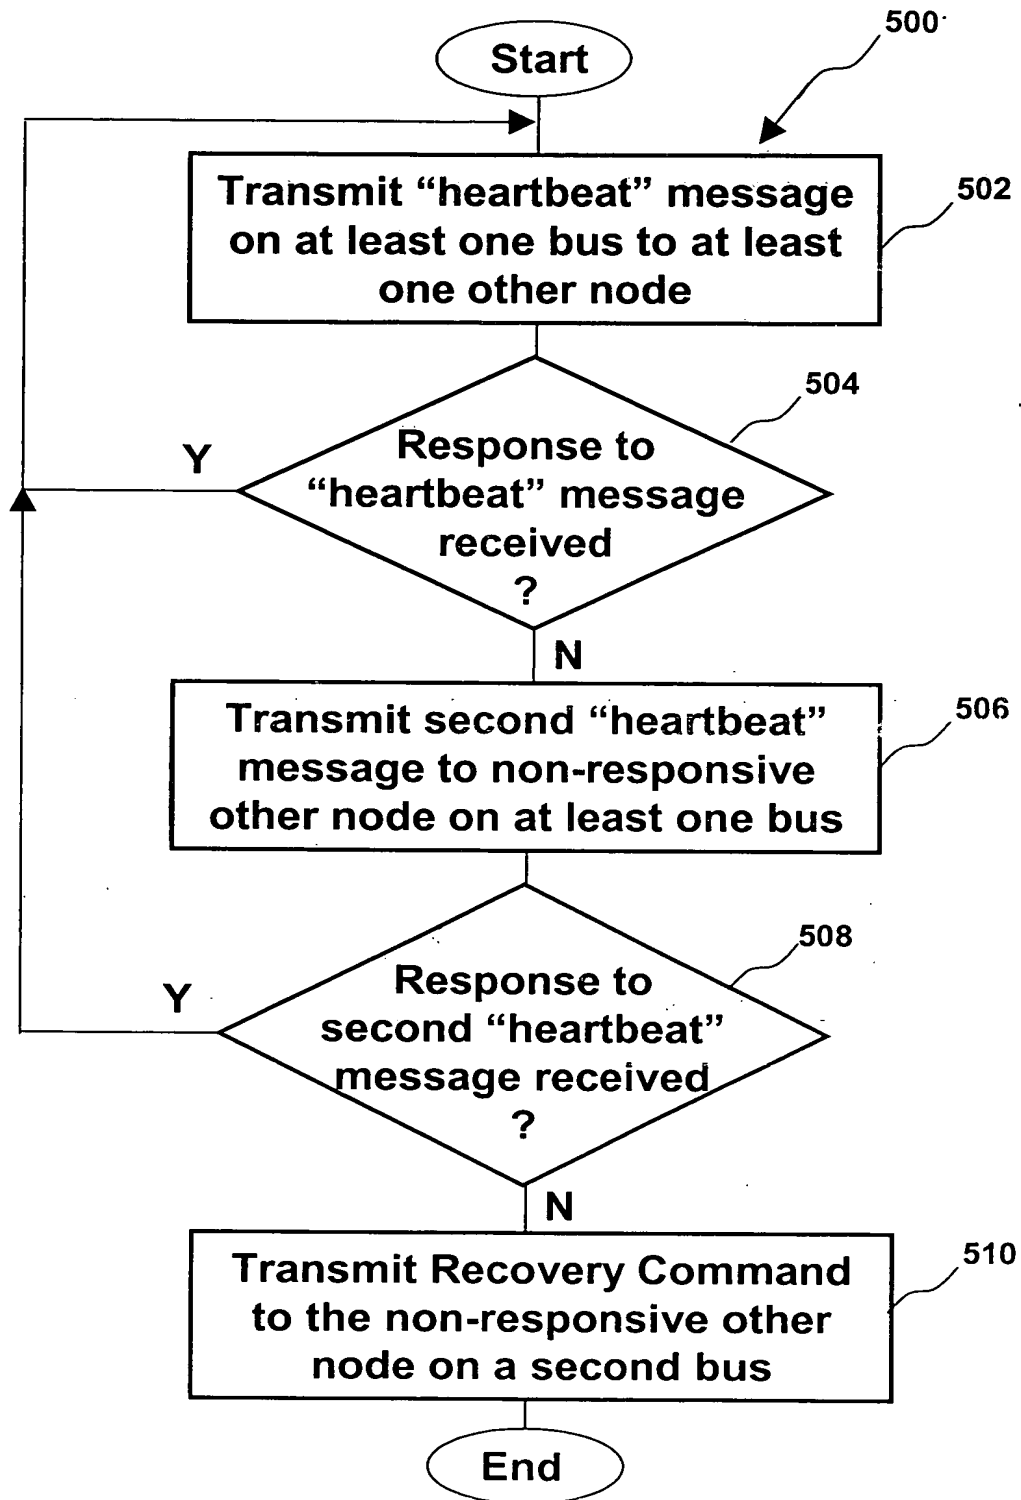 500
Start
Transmit “heartbeat” message
on at least one bus to at least
one other node
502
504
Response to
“heartbeat” message
received
?
Y
N
Transmit second “heartbeat”
message to non-responsive
other node on at least one bus
506
508
Response to
second “heartbeat”
message received
?
Y
N
Transmit Recovery Command
to the non-responsive other
node on a second bus
510
End